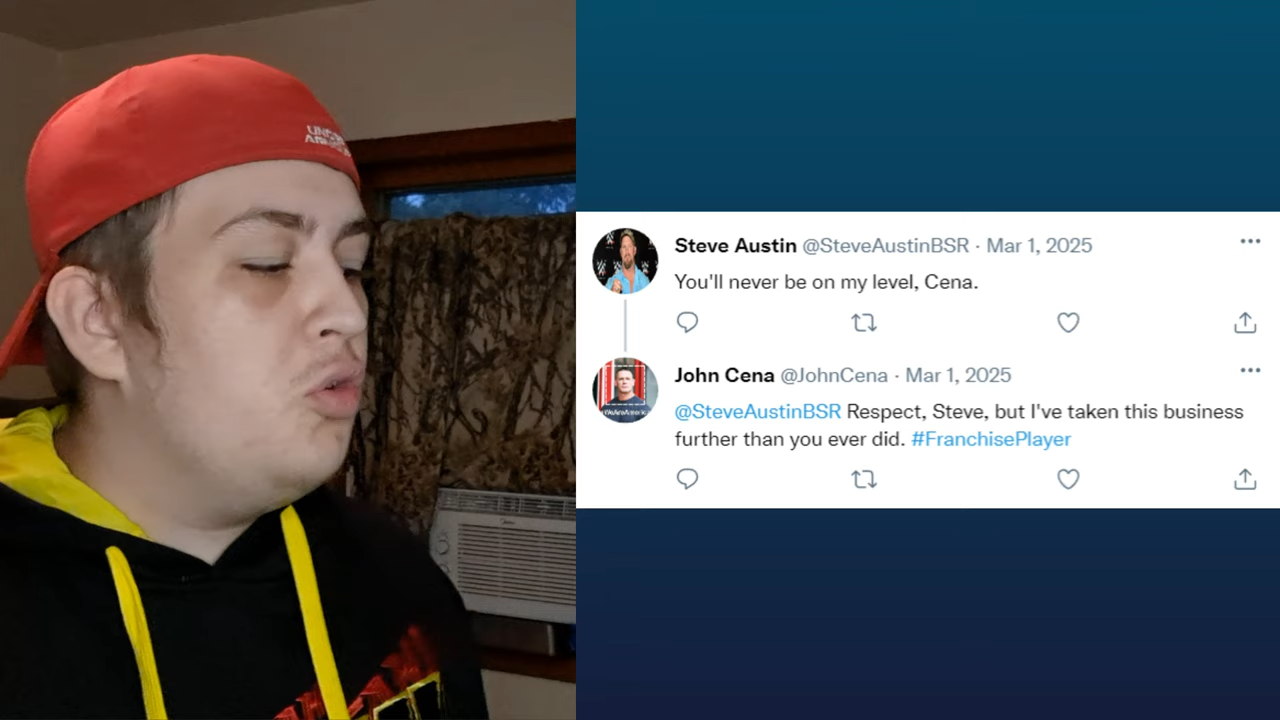 Steve Austin @SteveAustinBSR · Mar 1, 2025
You'll never be on my level, Cena.
John Cena @JohnCena · Mar 1, 2025
@SteveAustinBSR Respect, Steve, but I've taken this business
further than you ever did. #FranchisePlayer